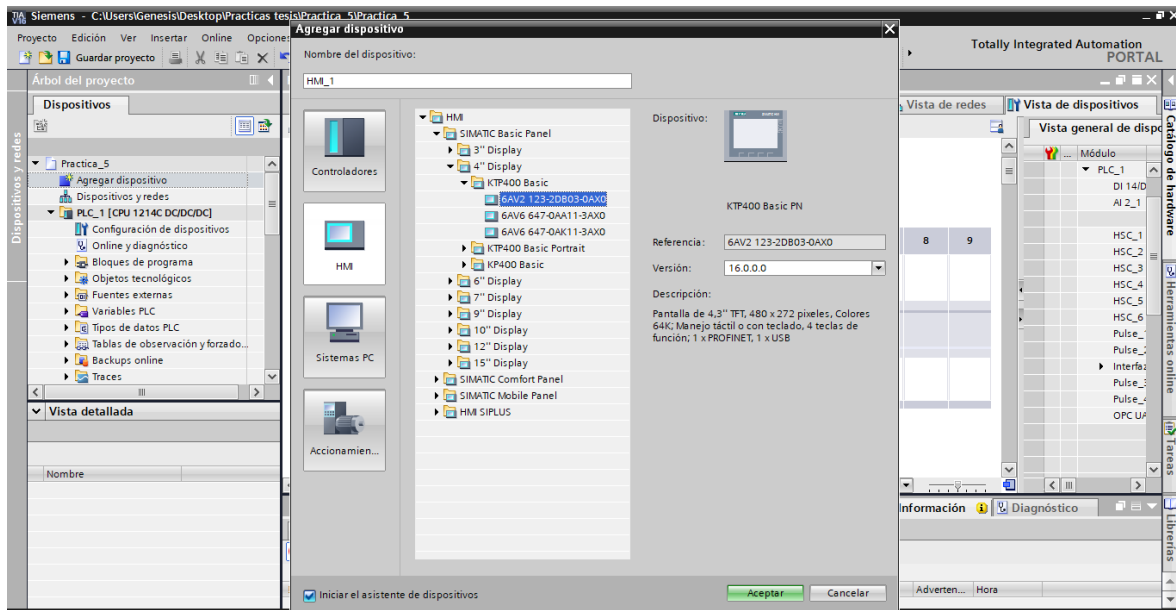 Siemens - C:\Users\Genesis\Desktop\Practicas tesis\Practica_5\Practica_5
Proyecto Edición Ver Insertar Online Opciones
Guardar proyecto
Totally Integrated Automation
PORTAL
Árbol del proyecto
Dispositivos
Dispositivos y redes
Practica_5
Agregar dispositivo
Dispositivos y redes
PLC_1 [CPU 1214C DC/DC/DC]
Configuración de dispositivos
Online y diagnóstico
Bloques de programa
Objetos tecnológicos
Fuentes externas
Variables PLC
Tipos de datos PLC
Tablas de observación y forzado...
Backups online
Traces
Vista detallada
Nombre
Agregar dispositivo
Nombre del dispositivo:
HMI_1
Controladores
HMI
Sistemas PC
Accionamien...
HMI
SIMATIC Basic Panel
3" Display
4" Display
KTP400 Basic
6AV2 123-2DB03-0AX0
6AV6 647-0AA11-3AX0
6AV6 647-0AK11-3AX0
KTP400 Basic Portrait
KP400 Basic
6" Display
7" Display
9" Display
10" Display
12" Display
15" Display
SIMATIC Comfort Panel
SIMATIC Mobile Panel
HMI SIPLUS
Dispositivo:
KTP400 Basic PN
Referencia: 6AV2 123-2DB03-0AX0
Versión: 16.0.0.0
Descripción:
Pantalla de 4,3" TFT, 480 x 272 pixeles, Colores
64K; Manejo táctil o con teclado, 4 teclas de
función; 1 x PROFINET, 1 x USB
Iniciar el asistente de dispositivos
Aceptar Cancelar
Vista de redes Vista de dispositivos
Vista general de dispo
... Módulo
PLC_1
DI 14/D
AI 2_1
HSC_1
HSC_2
HSC_3
HSC_4
HSC_5
HSC_6
Pulse_
Pulse_
Interfaz
Pulse_
Pulse_
OPC UA
8 9
Información Diagnóstico
Adverten... Hora
Catálogo de hardware
Herramientas online
Tareas
Librerías